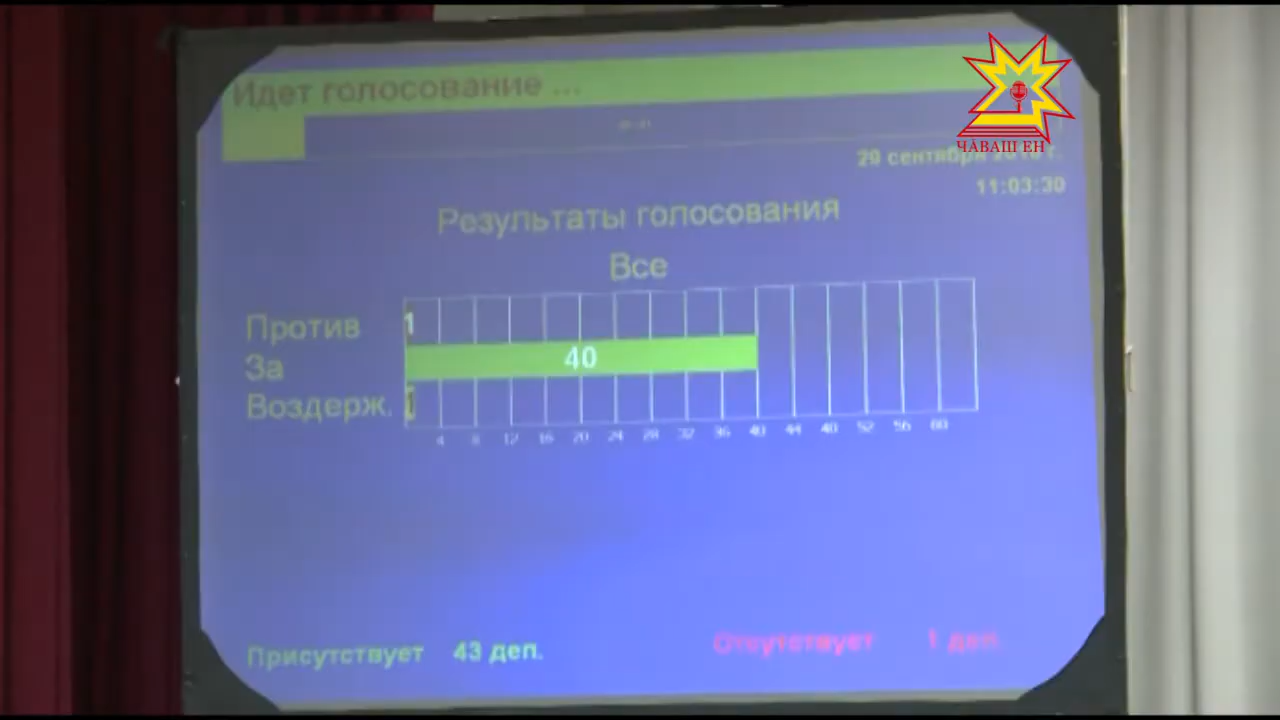 Идет голосование ...
ЧӐВАШ ЕН
29 сентября
11:03:30
Результаты голосования
Все
Против 1
За 40
Воздерж. 1
4 8 12 16 20 24 28 32 36 40 44 48 52 56 60
Присутствует 43 деп. Отсутствует 1 деп.